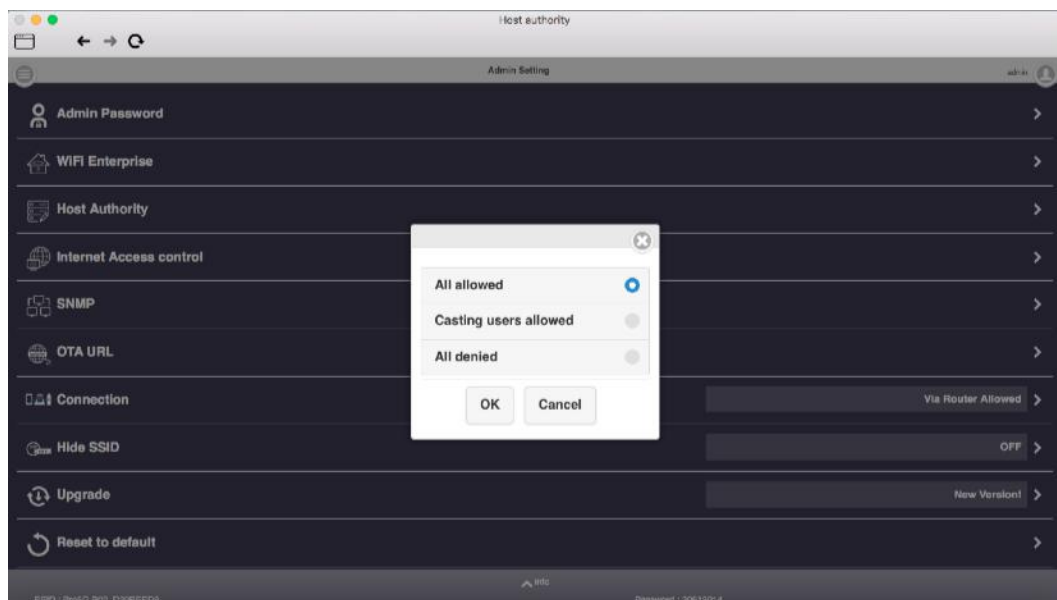 Host authority
Admin Setting
admin
Admin Password
WiFi Enterprise
Host Authority
Internet Access control
SNMP
OTA URL
Connection
Via Router Allowed
Hide SSID
OFF
Upgrade
New Version!
Reset to default
All allowed
Casting users allowed
All denied
OK
Cancel
Info
SSID :
Password :